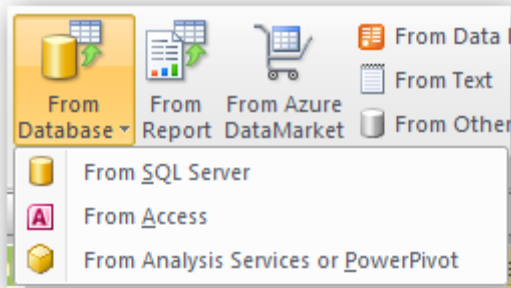 From Database
From Report
From Azure DataMarket
From Data
From Text
From Other
From SQL Server
From Access
From Analysis Services or PowerPivot